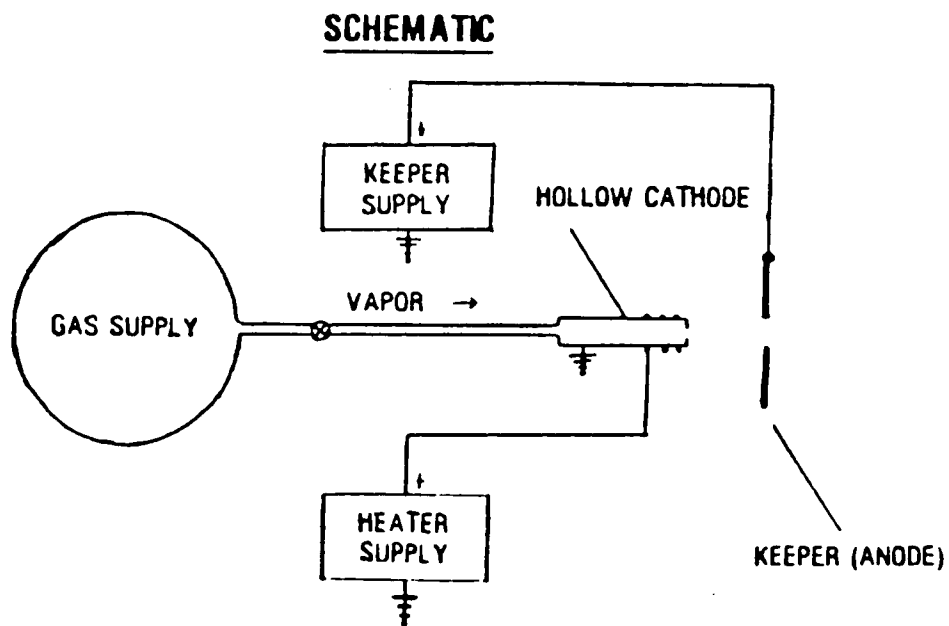 SCHEMATIC
+
KEEPER
SUPPLY
HOLLOW CATHODE
GAS SUPPLY
VAPOR →
+
HEATER
SUPPLY
KEEPER (ANODE)